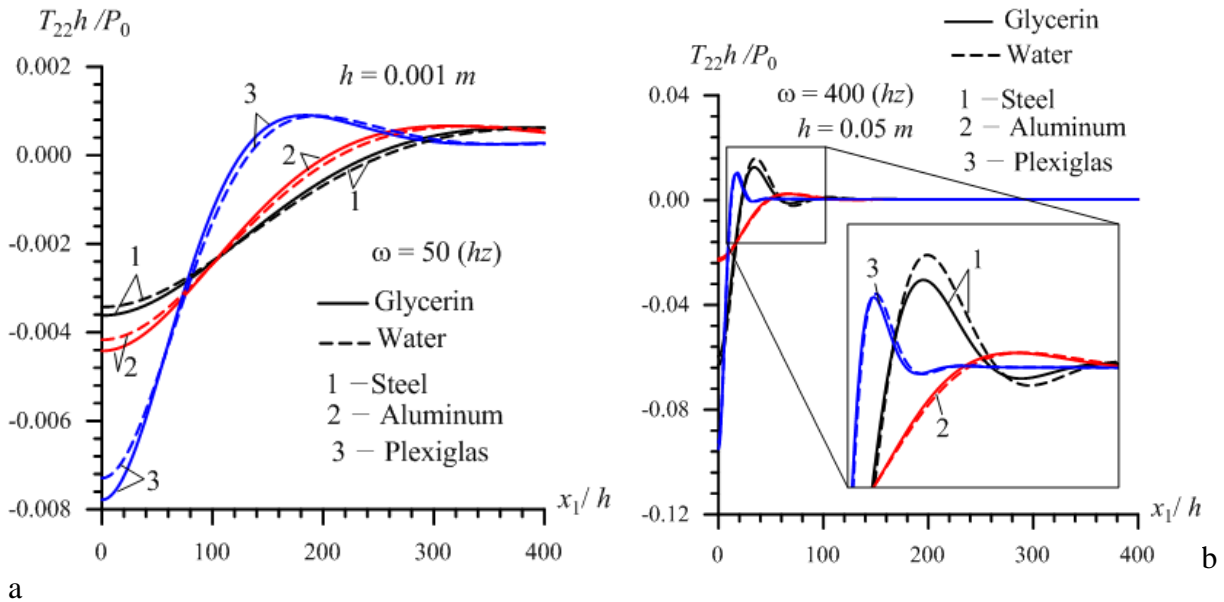 T22h /P0
h = 0.001 m
0.002
0.000
-0.002
-0.004
-0.006
-0.008
3
2
1
1
2
3
ω = 50 (hz)
Glycerin
Water
1 – Steel
2 – Aluminum
3 – Plexiglas
x1/ h
0
100
200
300
400
a
Glycerin
Water
T22h /P0
ω = 400 (hz)
h = 0.05 m
1 – Steel
2 – Aluminum
3 – Plexiglas
0.04
0.00
-0.04
-0.08
-0.12
3
1
2
x1/ h
0
100
200
300
400
b